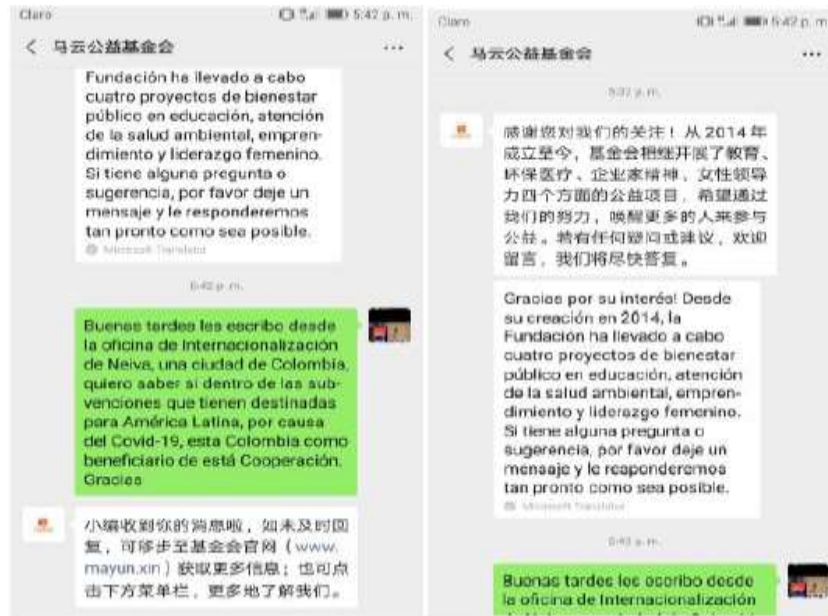 Claro
5:42 p. m.
马云公益基金会
Fundación ha llevado a cabo
cuatro proyectos de bienestar
público en educación, atención
de la salud ambiental, empren-
dimiento y liderazgo femenino.
Si tiene alguna pregunta o
sugerencia, por favor deje un
mensaje y le responderemos
tan pronto como sea posible.
Microsoft Translator
5:42 p. m.
Buenas tardes les escribo desde
la oficina de Internacionalización
de Neiva, una ciudad de Colombia,
quiero saber si dentro de las sub-
venciones que tienen destinadas
para América Latina, por causa
del Covid-19, esta Colombia como
beneficiario de está Cooperación.
Gracias
小编收到你的消息啦，如未及时回
复，可移步至基金会官网（www.
mayun.xin）获取更多信息；也可点
击下方菜单栏，更多地了解我们。
Claro
5:42 p. m.
马云公益基金会
p. m.
感谢您对我们的关注！从 2014 年
成立至今，基金会相继开展了教育、
环保医疗、企业家精神、女性领导
力四个方面的公益项目，希望通过
我们的努力，唤醒更多的人来参与
公益。若有任何疑问或建议，欢迎
留言，我们将尽快答复。
Gracias por su interés! Desde
su creación en 2014, la
Fundación ha llevado a cabo
cuatro proyectos de bienestar
público en educación, atención
de la salud ambiental, empren-
dimiento y liderazgo femenino.
Si tiene alguna pregunta o
sugerencia, por favor deje un
mensaje y le responderemos
tan pronto como sea posible.
Microsoft Translator
5:42 p. m.
Buenas tardes les escribo desde
la oficina de Internacionalización